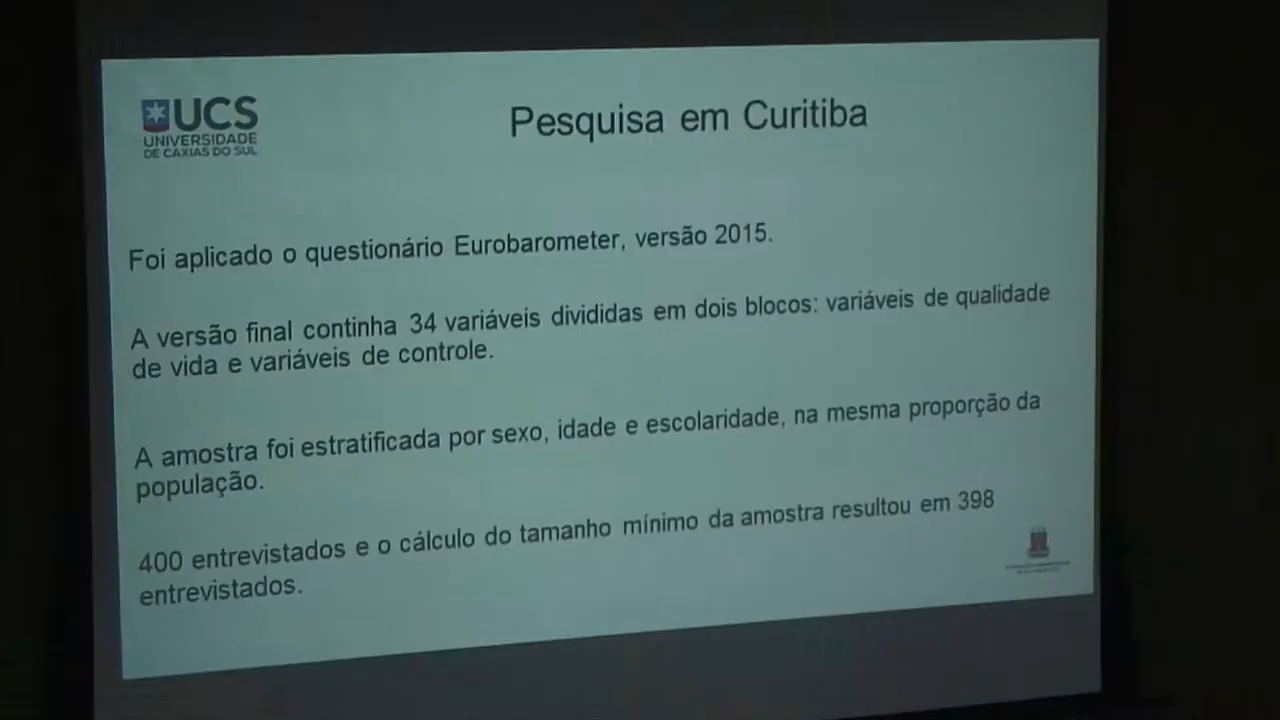 UCS
UNIVERSIDADE
DE CAXIAS DO SUL
Pesquisa em Curitiba
Foi aplicado o questionário Eurobarometer, versão 2015.
A versão final continha 34 variáveis divididas em dois blocos: variáveis de qualidade
de vida e variáveis de controle.
A amostra foi estratificada por sexo, idade e escolaridade, na mesma proporção da
população.
400 entrevistados e o cálculo do tamanho mínimo da amostra resultou em 398
entrevistados.